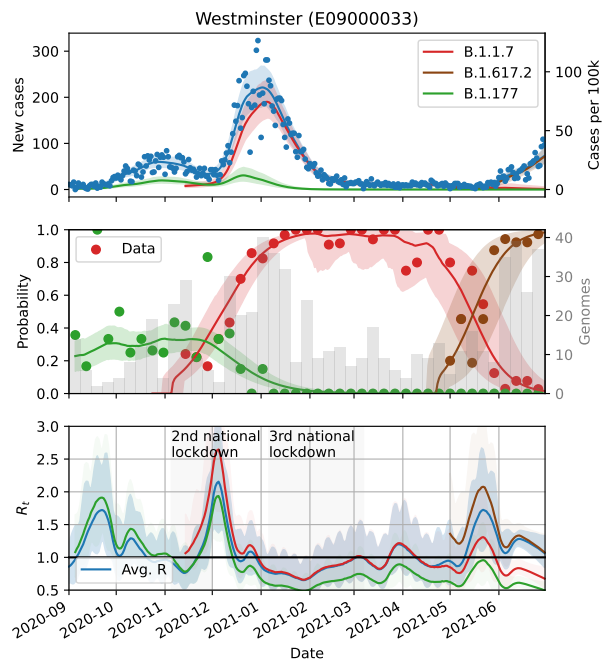 Westminster (E09000033)
New cases
300
200
100
0
B.1.1.7
B.1.617.2
B.1.177
100
50
0
Cases per 100k
Probability
1.0
0.8
0.6
0.4
0.2
0.0
Data
40
30
20
10
0
Genomes
R_t
3.0
2.5
2.0
1.5
1.0
0.5
2nd national
lockdown
3rd national
lockdown
Avg. R
2020-09
2020-10
2020-11
2020-12
2021-01
2021-02
2021-03
2021-04
2021-05
2021-06
Date